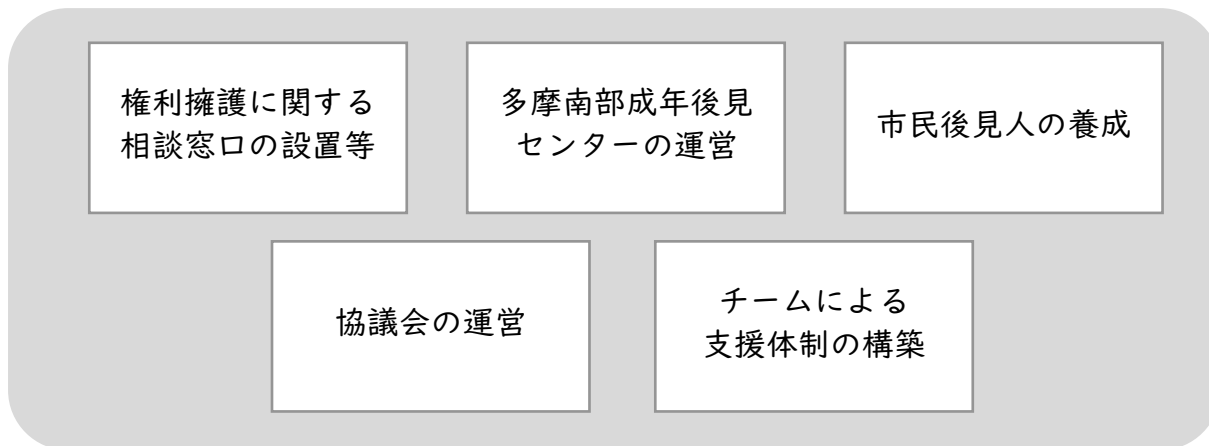 権利擁護に関する
相談窓口の設置等
多摩南部成年後見
センターの運営
市民後見人の養成
協議会の運営
チームによる
支援体制の構築